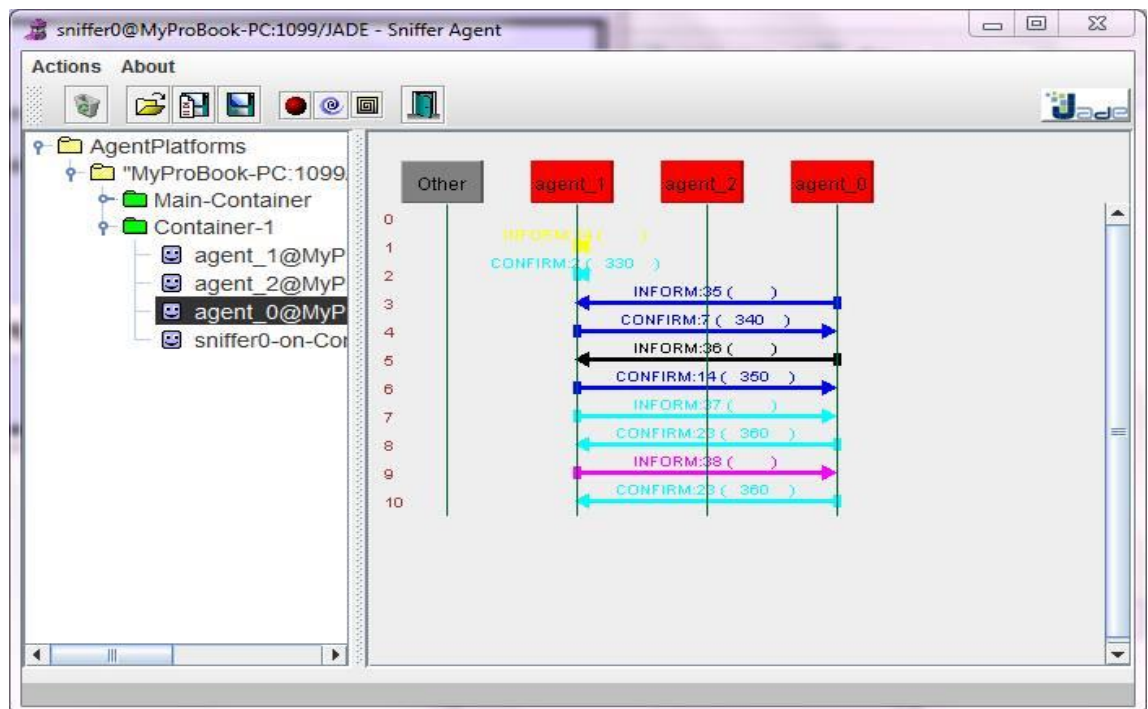 sniffer0@MyProBook-PC:1099/JADE - Sniffer Agent
Actions About
Jade
AgentPlatforms
"MyProBook-PC:1099
Main-Container
Container-1
agent_1@MyP
agent_2@MyP
agent_0@MyP
sniffer0-on-Con
Other agent_1 agent_2 agent_0
0
1
CONFIRM:2 ( 330 )
2
INFORM:35 ( )
3
CONFIRM:7 ( 340 )
4
INFORM:36 ( )
5
CONFIRM:14 ( 350 )
6
INFORM:37 ( )
7
CONFIRM:23 ( 360 )
8
INFORM:38 ( )
9
CONFIRM:23 ( 360 )
10